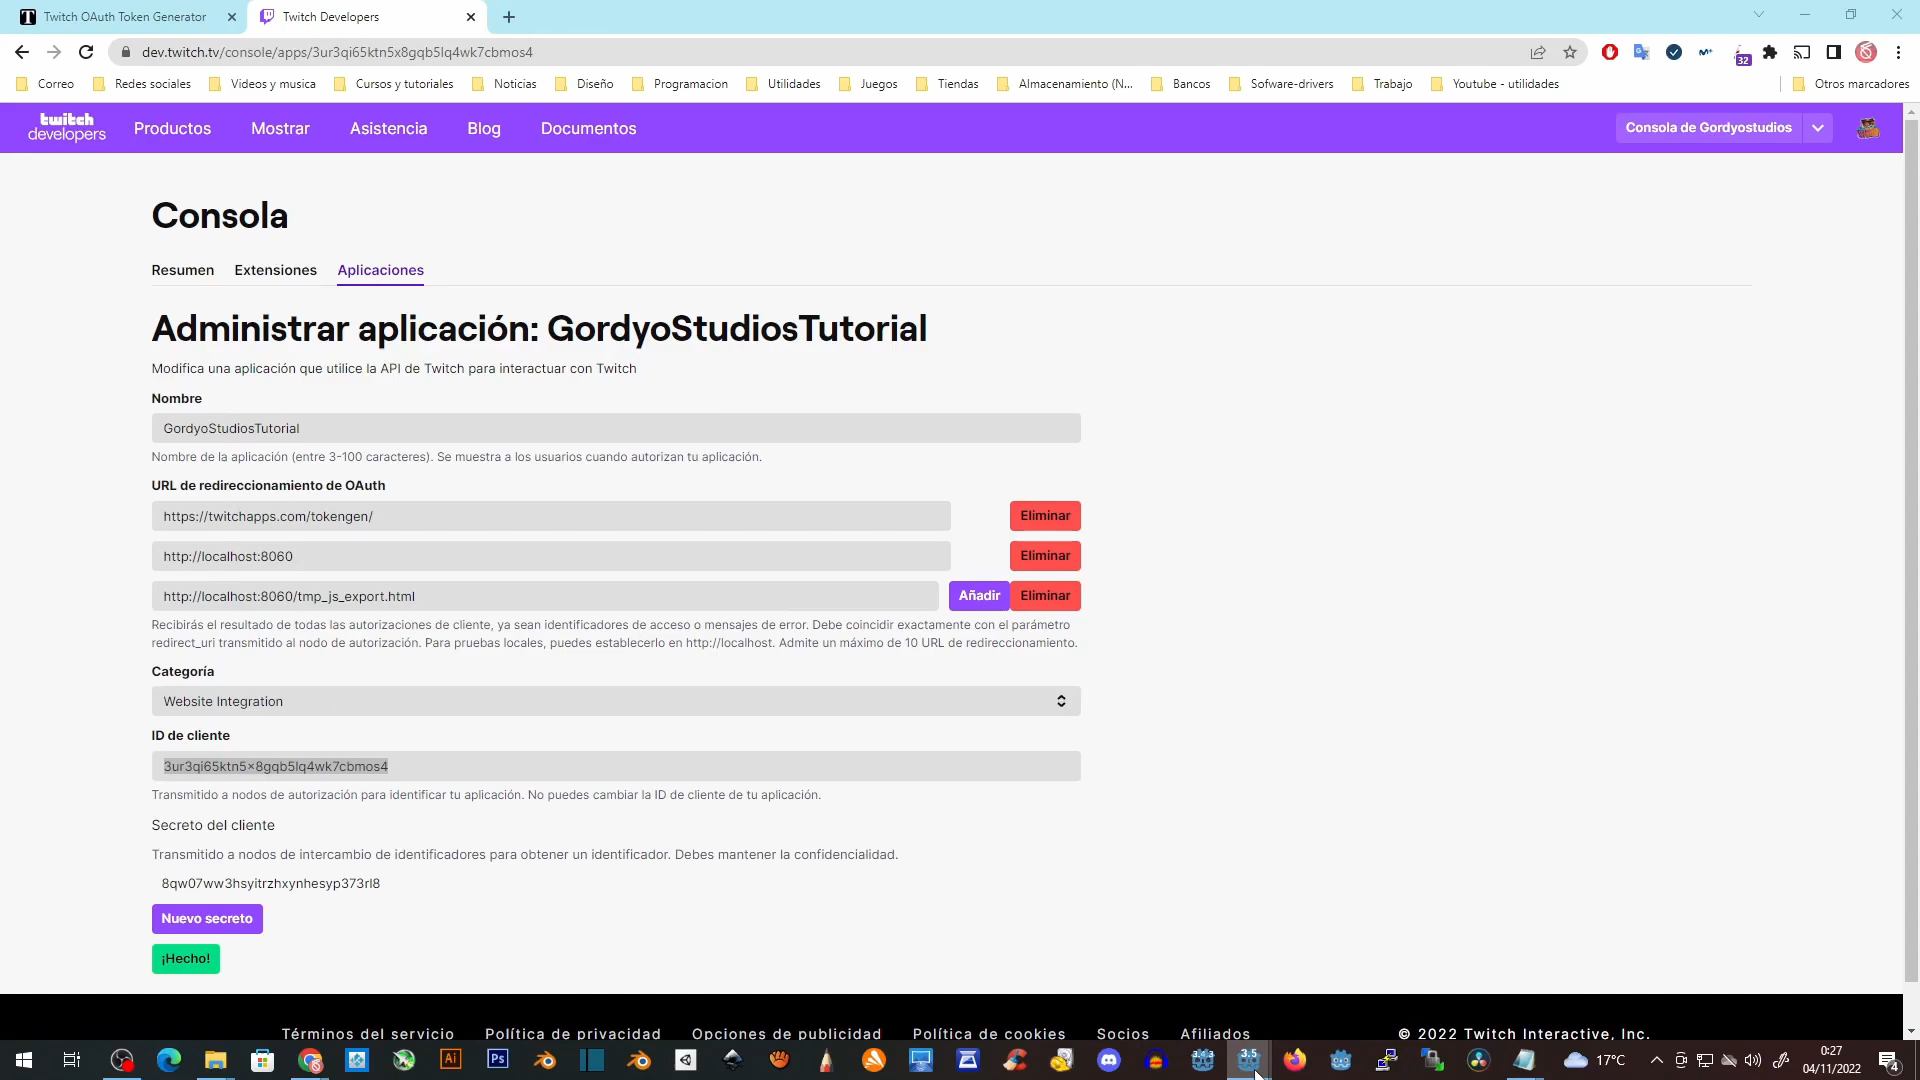 Twitch OAuth Token Generator
Twitch Developers
dev.twitch.tv/console/apps/3ur3qi65ktn5x8gqb5lq4wk7cbmos4
32
Correo
Redes sociales
Videos y musica
Cursos y tutoriales
Noticias
Diseño
Programacion
Utilidades
Juegos
Tiendas
Almacenamiento (N...
Bancos
Sofware-drivers
Trabajo
Youtube - utilidades
Otros marcadores
twitch
developers
Productos
Mostrar
Asistencia
Blog
Documentos
Consola de Gordyostudios
Consola
Resumen
Extensiones
Aplicaciones
Administrar aplicación: GordyoStudiosTutorial
Modifica una aplicación que utilice la API de Twitch para interactuar con Twitch
Nombre
GordyoStudiosTutorial
Nombre de la aplicación (entre 3-100 caracteres). Se muestra a los usuarios cuando autorizan tu aplicación.
URL de redireccionamiento de OAuth
https://twitchapps.com/tokengen/
Eliminar
http://localhost:8060
Eliminar
http://localhost:8060/tmp_js_export.html
Añadir
Eliminar
Recibirás el resultado de todas las autorizaciones de cliente, ya sean identificadores de acceso o mensajes de error. Debe coincidir exactamente con el parámetro
redirect_uri transmitido al nodo de autorización. Para pruebas locales, puedes establecerlo en http://localhost. Admite un máximo de 10 URL de redireccionamiento.
Categoría
Website Integration
ID de cliente
3ur3qi65ktn5x8gqb5lq4wk7cbmos4
Transmitido a nodos de autorización para identificar tu aplicación. No puedes cambiar la ID de cliente de tu aplicación.
Secreto del cliente
Transmitido a nodos de intercambio de identificadores para obtener un identificador. Debes mantener la confidencialidad.
8qw07ww3hsyitrzhxynhesyp373rl8
Nuevo secreto
¡Hecho!
Términos del servicio
Política de privacidad
Opciones de publicidad
Política de cookies
Socios
Afiliados
© 2022 Twitch Interactive, Inc.
Ai
Ps
3.5
17°C
0:27
04/11/2022
4